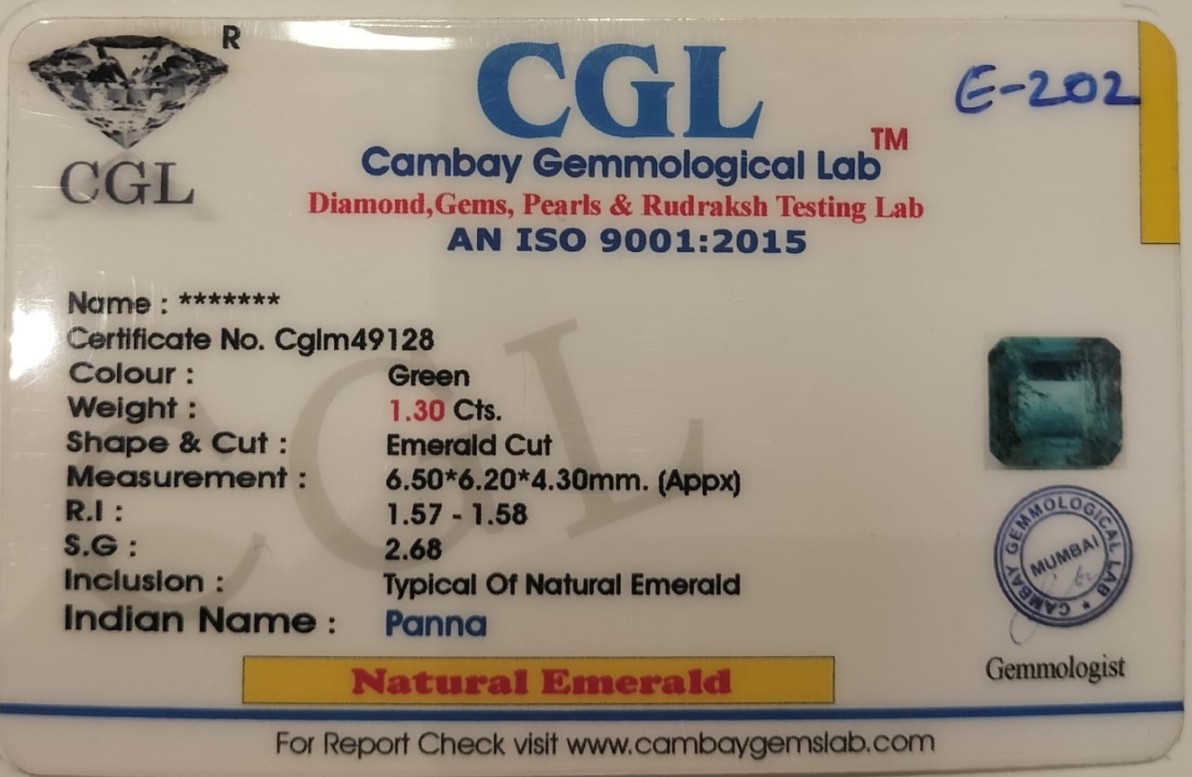 R
CGL
CGL
E-202
TM
Cambay Gemmological Lab
Diamond,Gems, Pearls & Rudraksh Testing Lab
AN ISO 9001:2015
Name : *******
Certificate No. Cglm49128
Colour : Green
Weight : 1.30 Cts.
Shape & Cut : Emerald Cut
Measurement : 6.50*6.20*4.30mm. (Appx)
R.I : 1.57 - 1.58
S.G : 2.68
Inclusion : Typical Of Natural Emerald
Indian Name : Panna
CGL
CAMBAY GEMMOLOGICAL LAB
MUMBAI
Gemmologist
Natural Emerald
For Report Check visit www.cambaygemslab.com